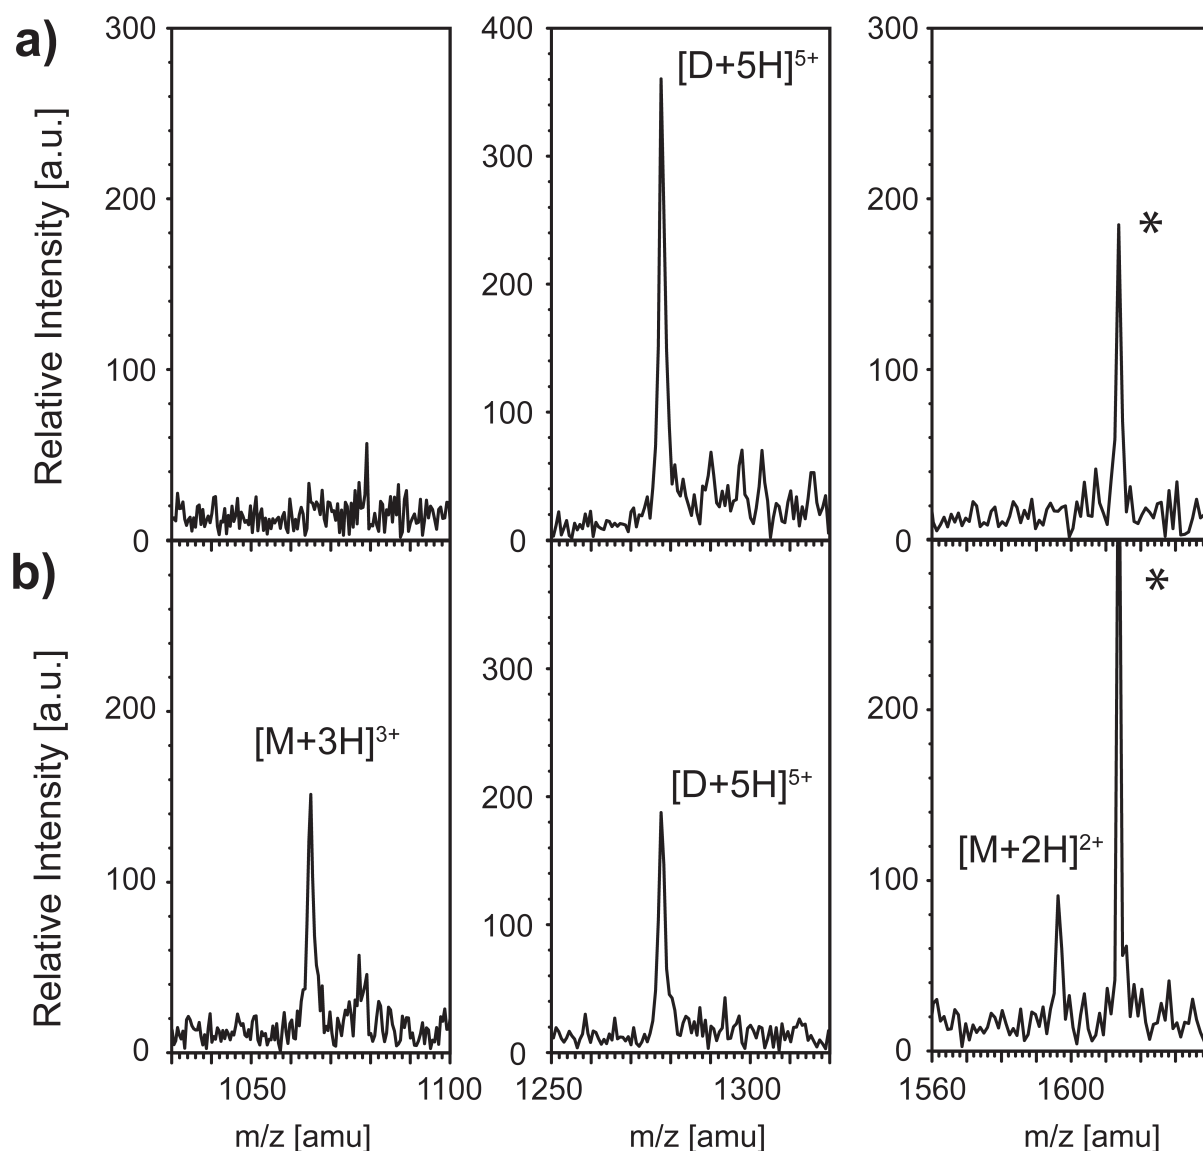 a)
300 400 300
[D+5H]5+
300
200 200 200
*
100 100 100
0 0 0
Relative Intensity [a.u.]
b)
*
300
200 200 200
[M+3H]3+
[D+5H]5+
[M+2H]2+
100 100 100
0 0 0
Relative Intensity [a.u.]
1050 1100 1250 1300 1560 1600
m/z [amu] m/z [amu] m/z [amu]